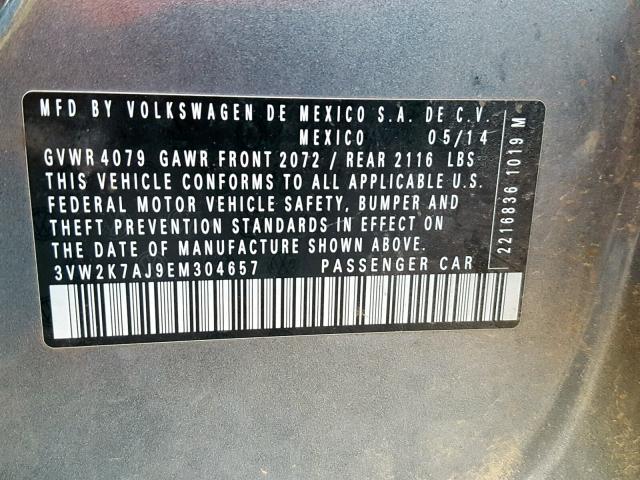 MFD BY VOLKSWAGEN DE MEXICO S.A. DE C.V.
MEXICO 05/14
GVWR 4079 GAWR FRONT 2072 / REAR 2116 LBS
THIS VEHICLE CONFORMS TO ALL APPLICABLE U.S.
FEDERAL MOTOR VEHICLE SAFETY, BUMPER AND
THEFT PREVENTION STANDARDS IN EFFECT ON
THE DATE OF MANUFACTURE SHOWN ABOVE.
3VW2K7AJ9EM304657 PASSENGER CAR
2216836 1019 M